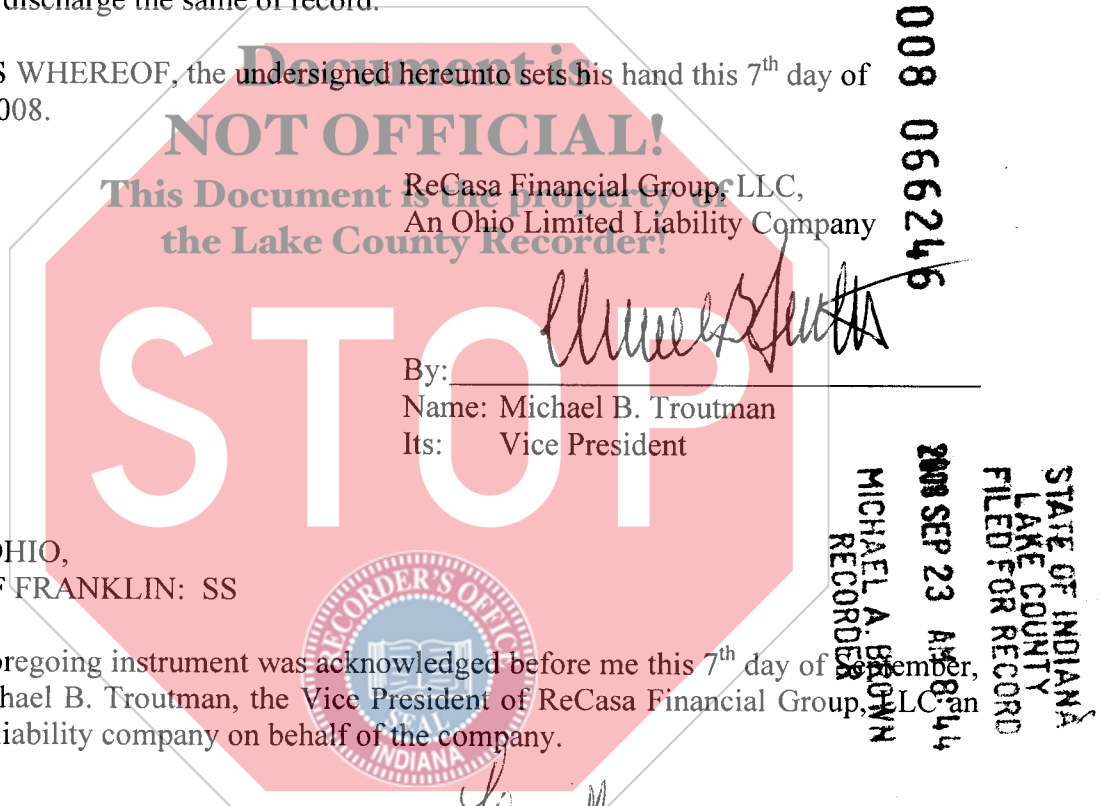 discharge the same of record.
S WHEREOF, the undersigned hereunto sets his hand this 7th day of
008.
Document is
NOT OFFICIAL!
This Document is the property of
the Lake County Recorder!
STOP
ReCasa Financial Group, LLC,
An Ohio Limited Liability Company
By:
Name: Michael B. Troutman
Its: Vice President
OHIO,
F FRANKLIN: SS
regoing instrument was acknowledged before me this 7th day of September,
hael B. Troutman, the Vice President of ReCasa Financial Group, LLC an
iability company on behalf of the company.
RECORDER'S OFFICE
SEAL
INDIANA
008 066246
STATE OF INDIANA
LAKE COUNTY
FILED FOR RECORD
2008 SEP 23 AM 8:44
MICHAEL A. BROWN
RECORDER